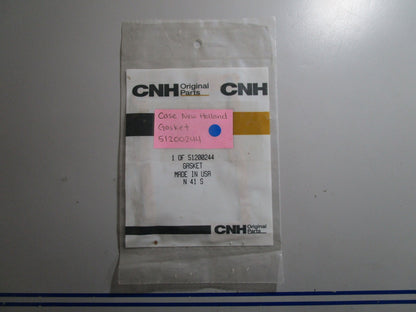 CNH Original Parts CNH
Case New Holland
Gasket
51200244
1 OF 51200244
GASKET
MADE IN USA
N 41 S
CNH Original Parts